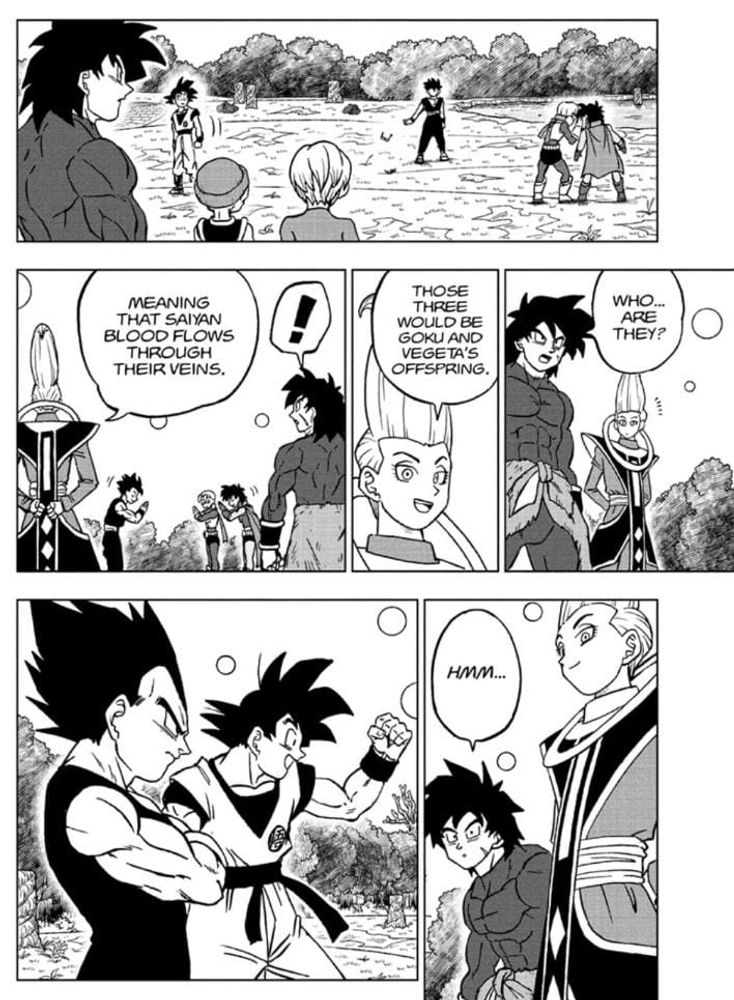 WHO...
ARE
THEY?
THOSE
THREE
WOULD BE
GOKU AND
VEGETA'S
OFFSPRING.
!
MEANING
THAT SAIYAN
BLOOD FLOWS
THROUGH
THEIR VEINS.
HMM...